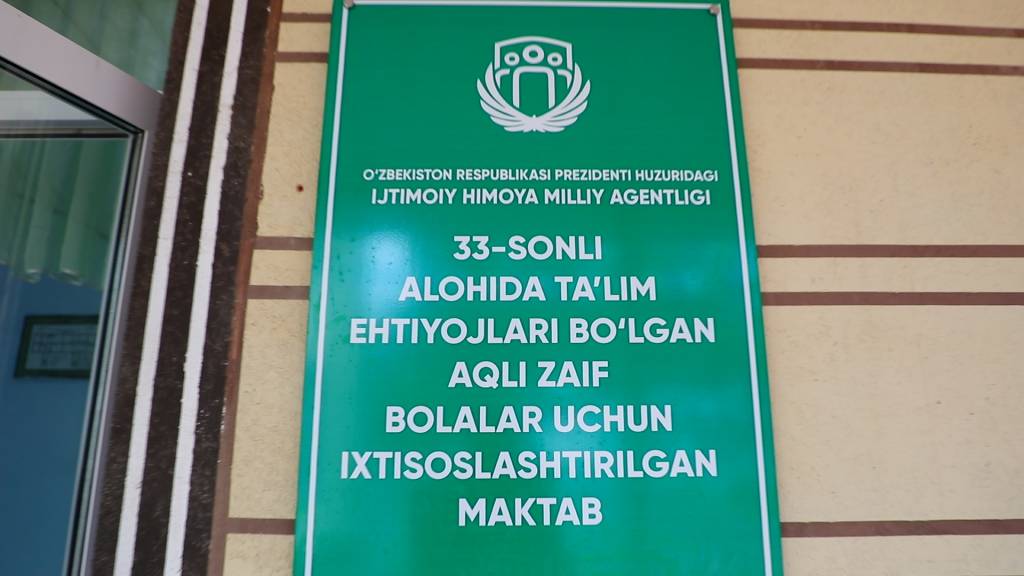 O‘ZBEKISTON RESPUBLIKASI PREZIDENTI HUZURIDAGI
IJTIMOIY HIMOYA MILLIY AGENTLIGI
33-SONLI
ALOHIDA TA’LIM
EHTIYOJLARI BO‘LGAN
AQLI ZAIF
BOLALAR UCHUN
IXTISOSLASHTIRILGAN
MAKTAB